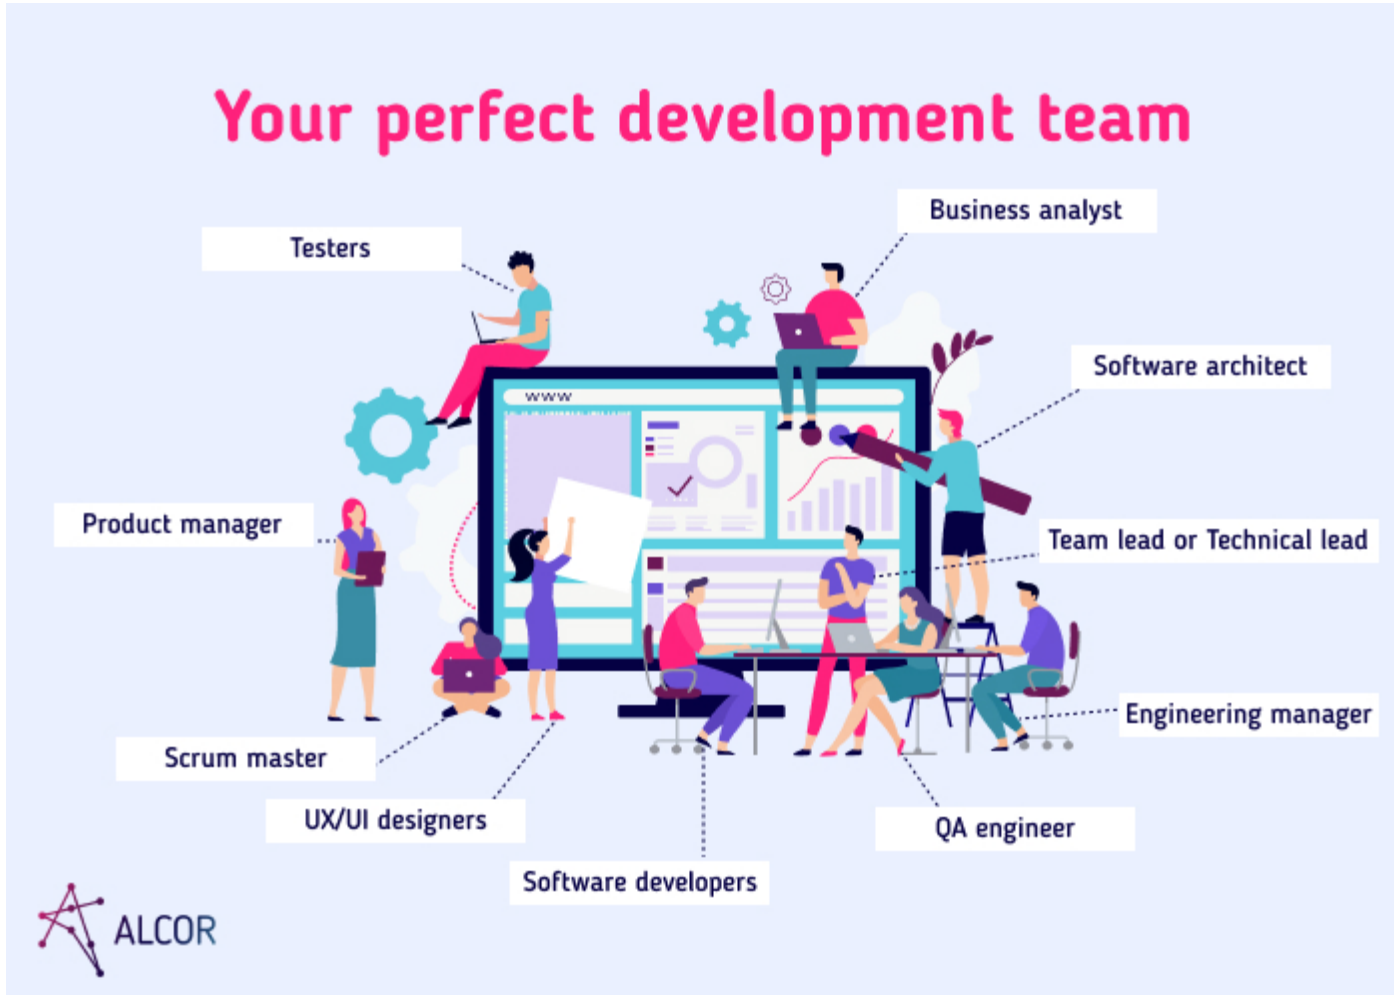 Your perfect development team
Business analyst
Testers
Software architect
www
Product manager
Team lead or Technical lead
Engineering manager
Scrum master
UX/UI designers
QA engineer
Software developers
ALCOR